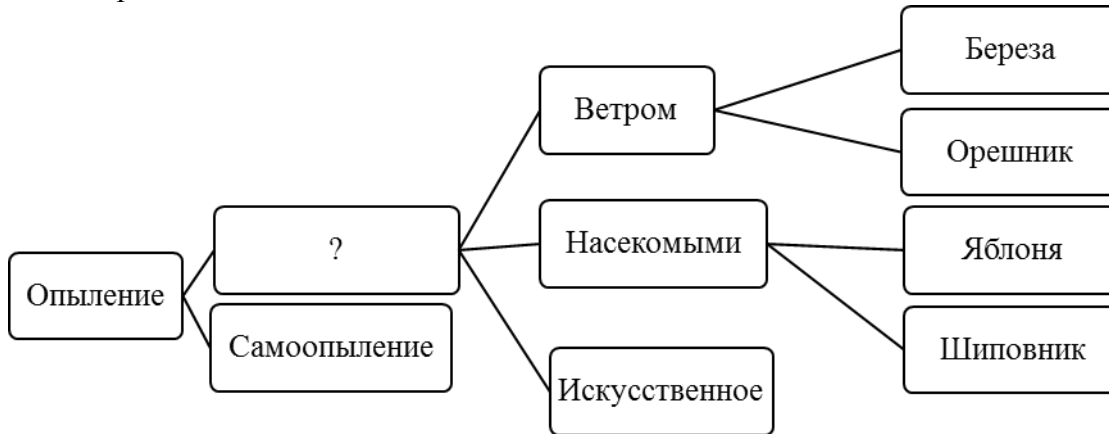 Опыление
?
Самоопыление
Ветром
Насекомыми
Искусственное
Береза
Орешник
Яблоня
Шиповник